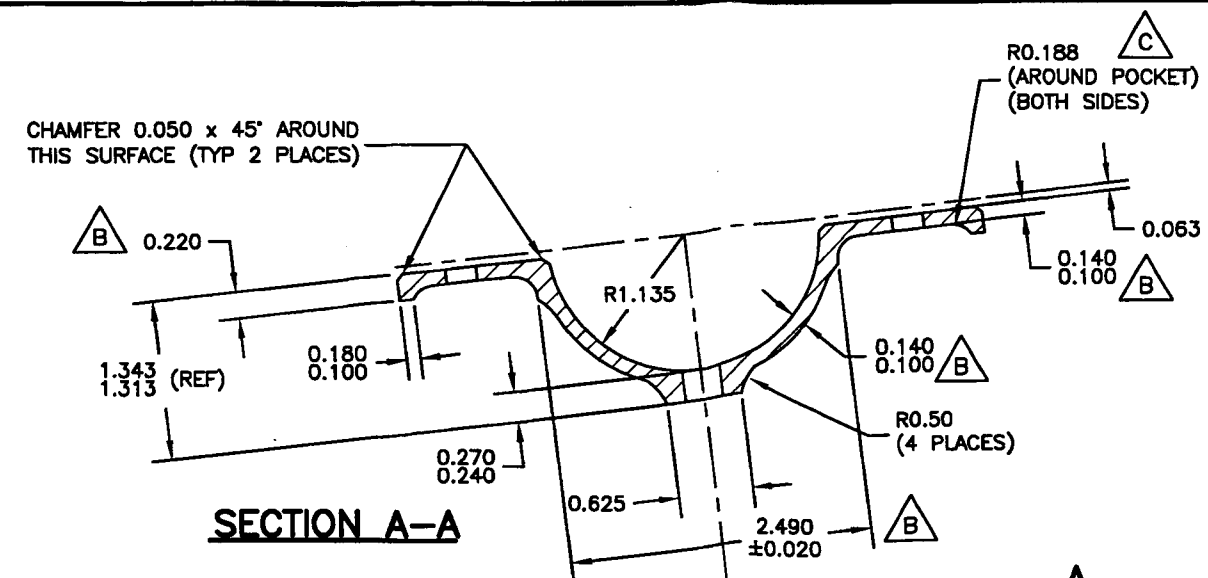 C
R0.188
(AROUND POCKET)
(BOTH SIDES)
CHAMFER 0.050 x 45° AROUND
THIS SURFACE (TYP 2 PLACES)
B 0.220
0.063
0.140
0.100 B
R1.135
1.343
1.313 (REF)
0.180
0.100
0.140
0.100 B
R0.50
(4 PLACES)
0.270
0.240
0.625
2.490
±0.020
B
SECTION A-A